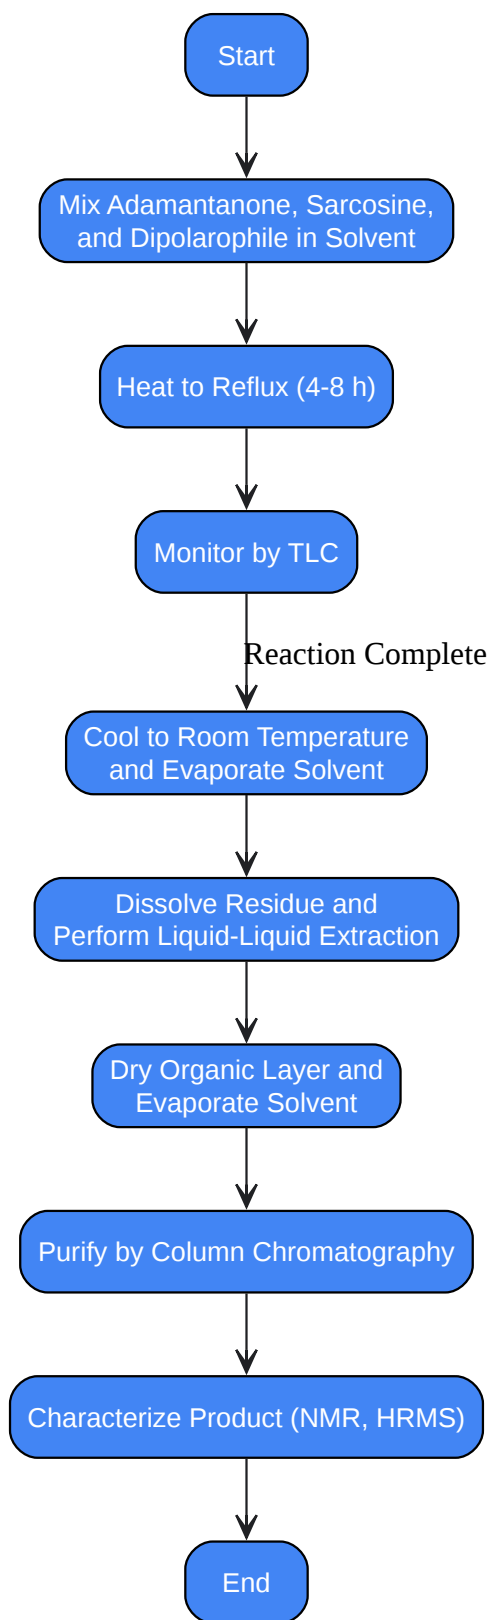 Start
Mix Adamantanone, Sarcosine,
and Dipolarophile in Solvent
Heat to Reflux (4-8 h)
Monitor by TLC
Reaction Complete
Cool to Room Temperature
and Evaporate Solvent
Dissolve Residue and
Perform Liquid-Liquid Extraction
Dry Organic Layer and
Evaporate Solvent
Purify by Column Chromatography
Characterize Product (NMR, HRMS)
End